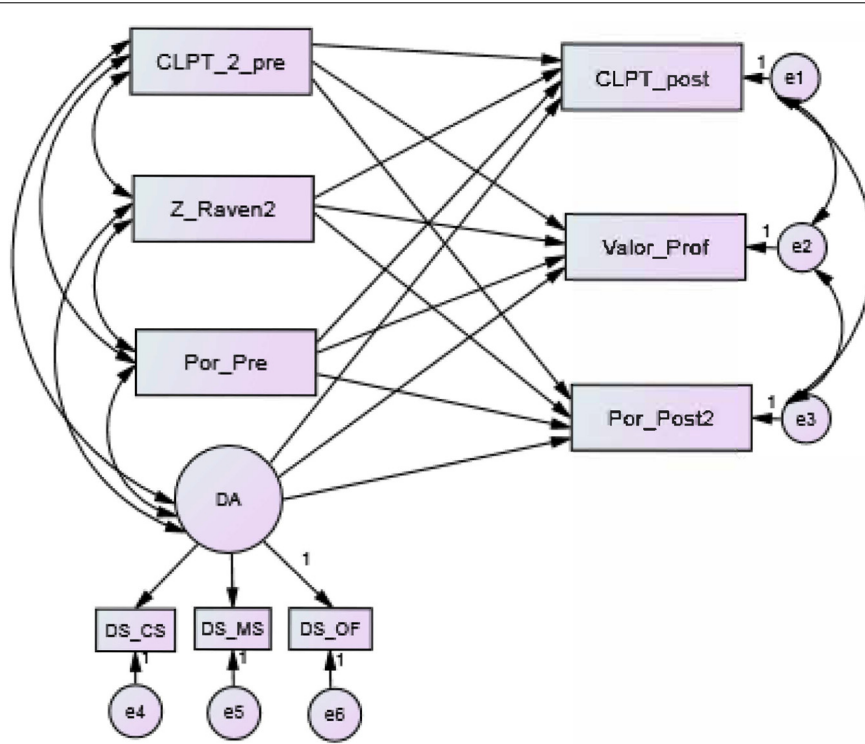 CLPT_2_pre
CLPT_post
1
e1
Z_Raven2
Valor_Prof
1
e2
Por_Pre
Por_Post2
1
e3
DA
1
DS_CS
DS_MS
DS_OF
1
1
1
e4
e5
e6